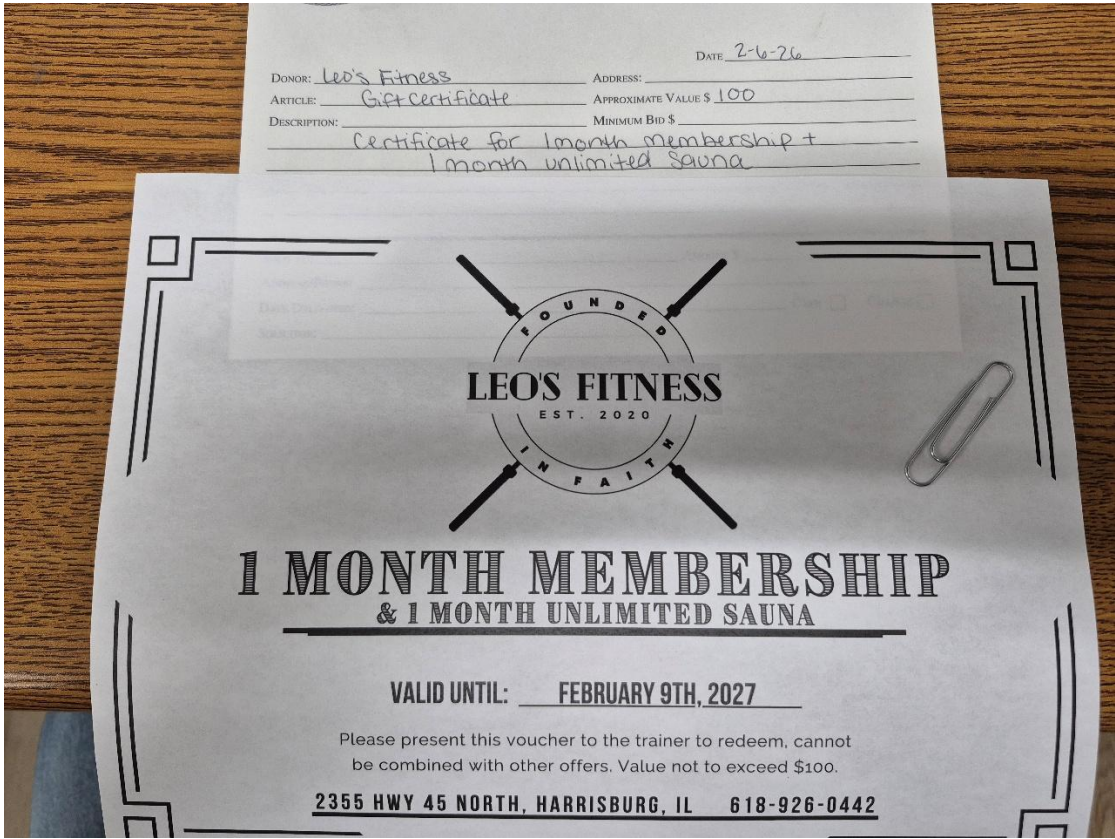 DATE 2-6-26
DONOR: Leo's Fitness ADDRESS:
ARTICLE: Gift Certificate APPROXIMATE VALUE $ 100
DESCRIPTION: MINIMUM BID $
Certificate for 1 month membership +
1 month unlimited Sauna
FOUNDED
LEO'S FITNESS
EST. 2020
IN FAITH
1 MONTH MEMBERSHIP
& 1 MONTH UNLIMITED SAUNA
VALID UNTIL: FEBRUARY 9TH, 2027
Please present this voucher to the trainer to redeem, cannot
be combined with other offers. Value not to exceed $100.
2355 HWY 45 NORTH, HARRISBURG, IL 618-926-0442